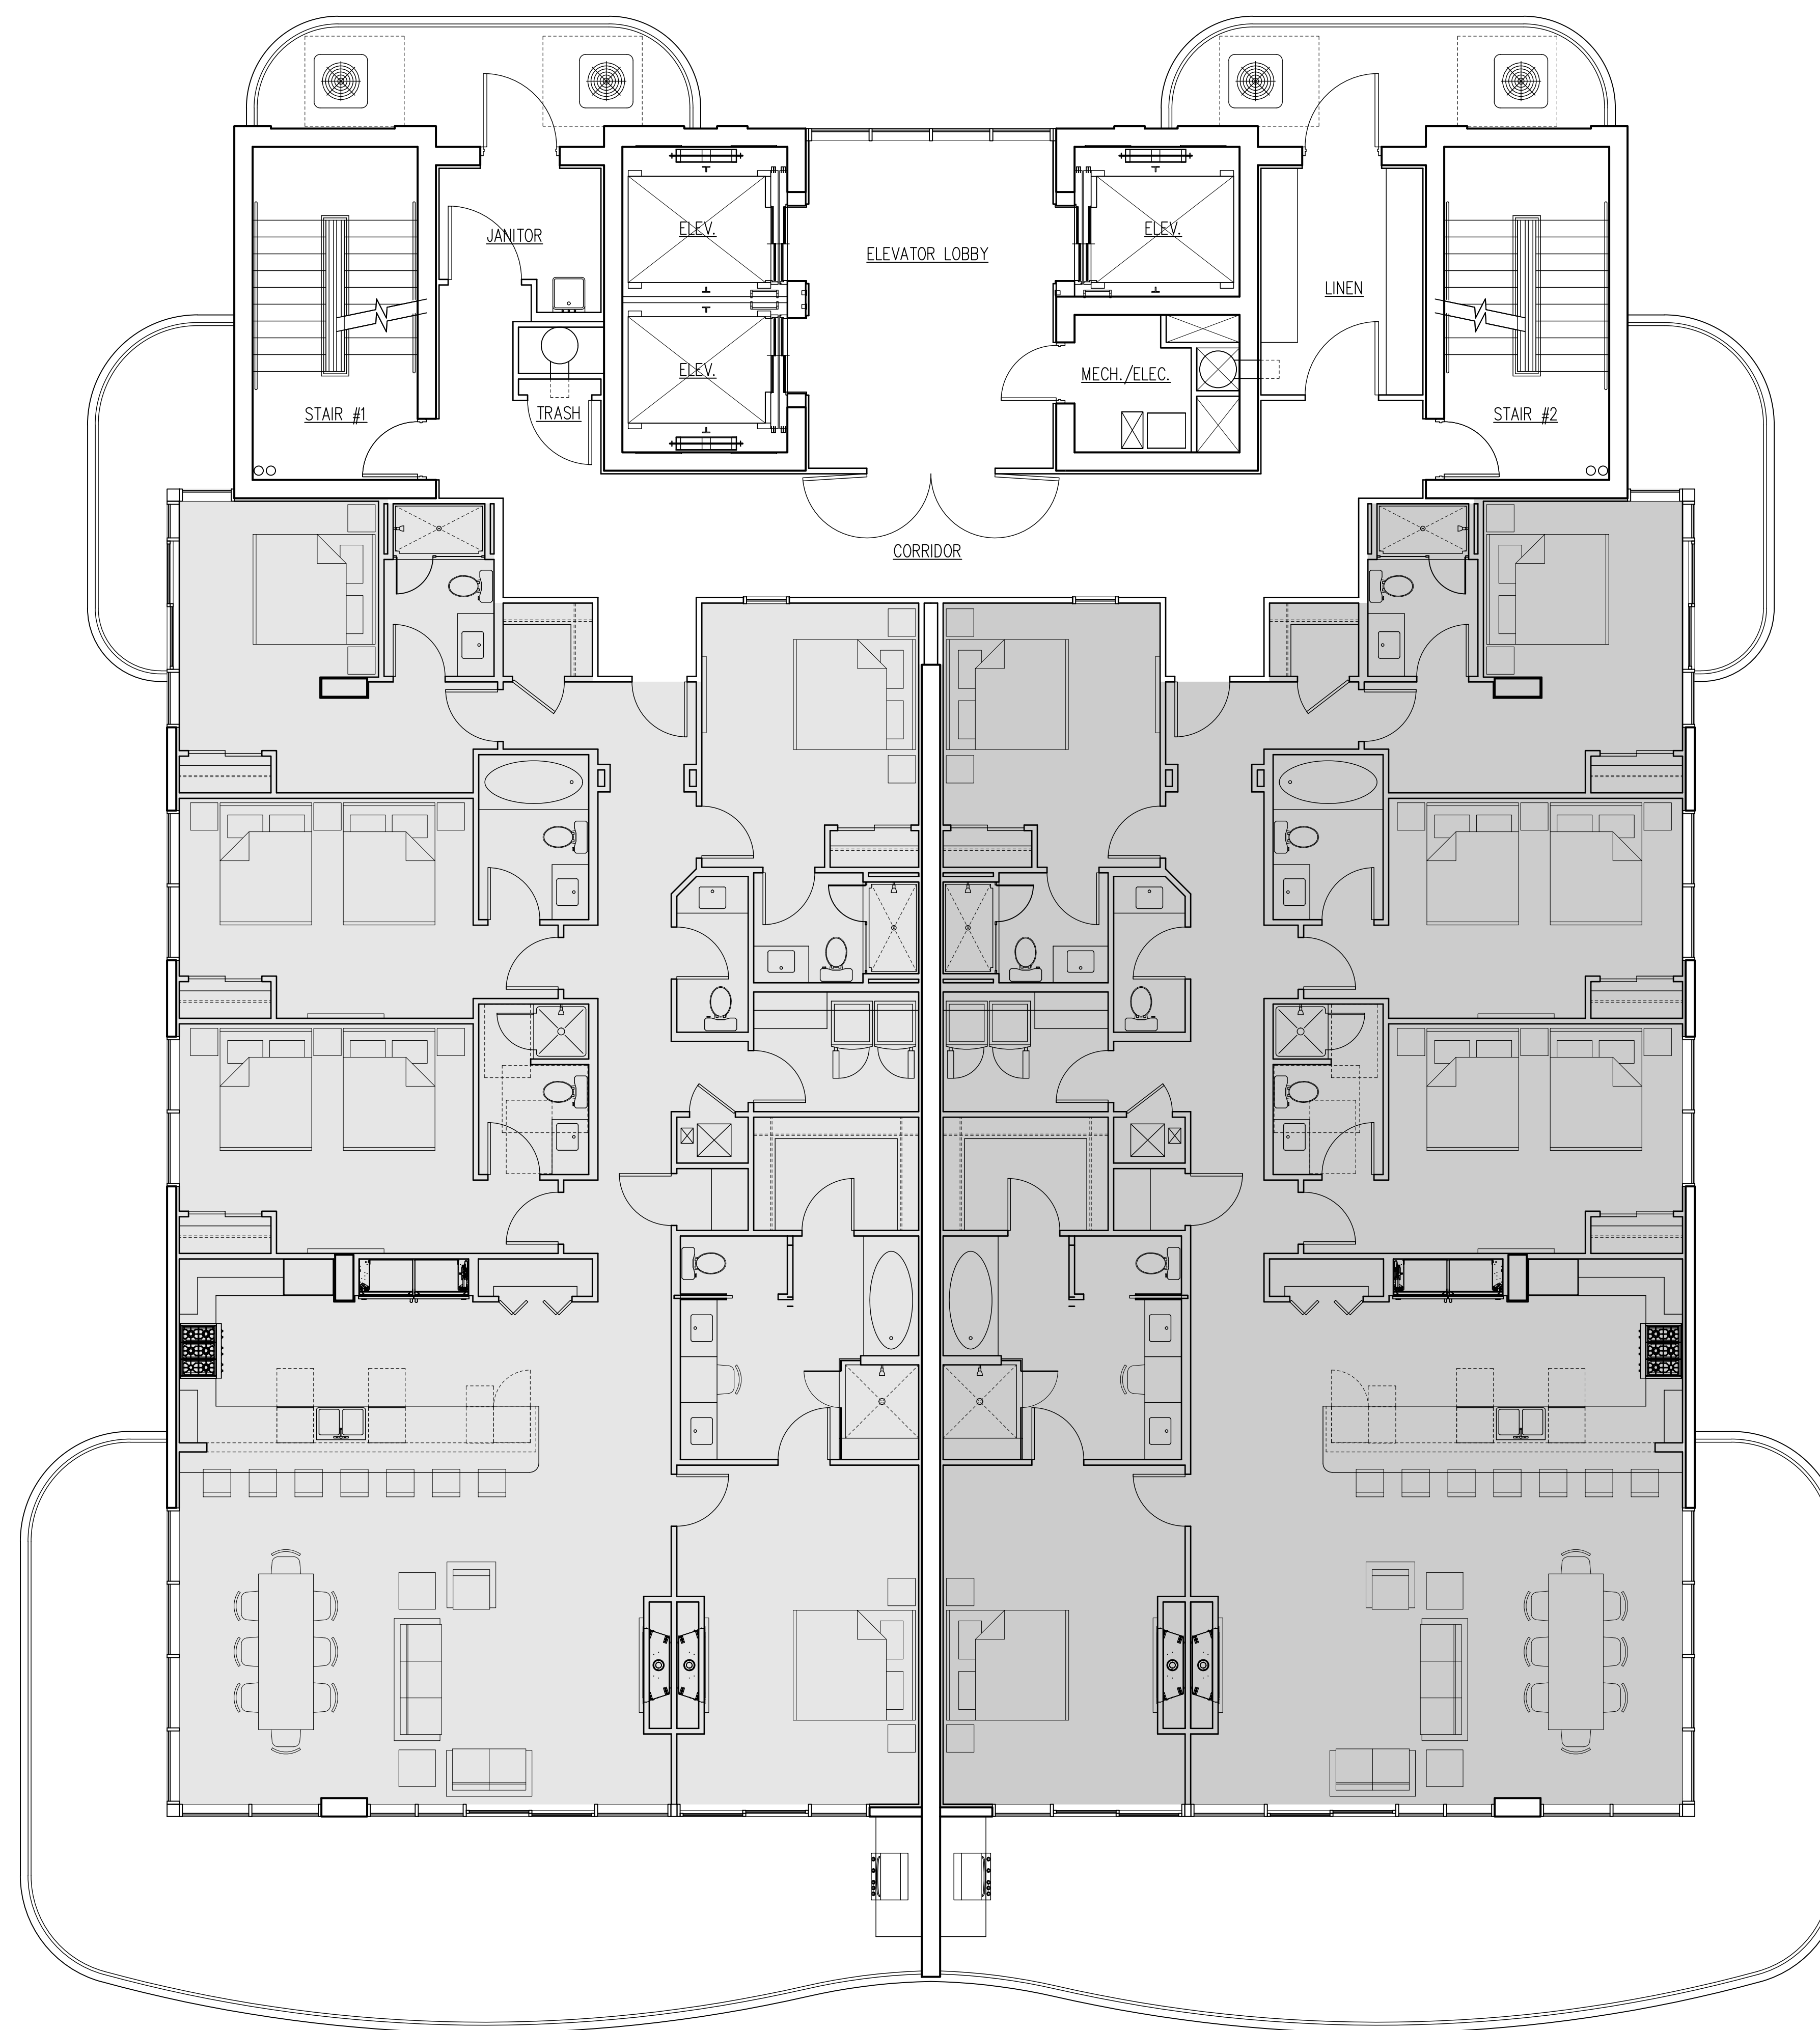 JANITOR
ELEV.
ELEVATOR LOBBY
ELEV.
LINEN
ELEV.
MECH./ELEC.
STAIR #1
TRASH
STAIR #2
CORRIDOR